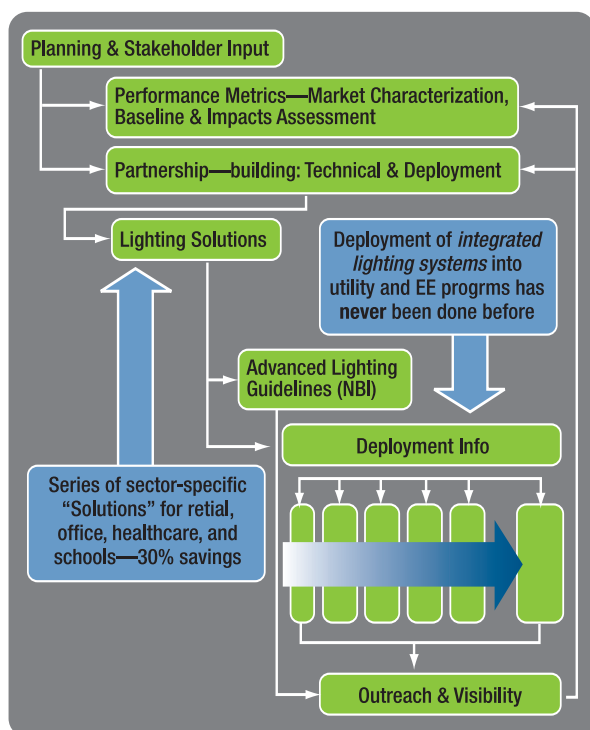 Planning & Stakeholder Input
Performance Metrics—Market Characterization,
Baseline & Impacts Assessment
Partnership—building: Technical & Deployment
Lighting Solutions
Deployment of integrated
lighting systems into
utility and EE progrms has
never been done before
Advanced Lighting
Guidelines (NBI)
Deployment Info
Series of sector-specific
“Solutions” for retial,
office, healthcare, and
schools—30% savings
Outreach & Visibility